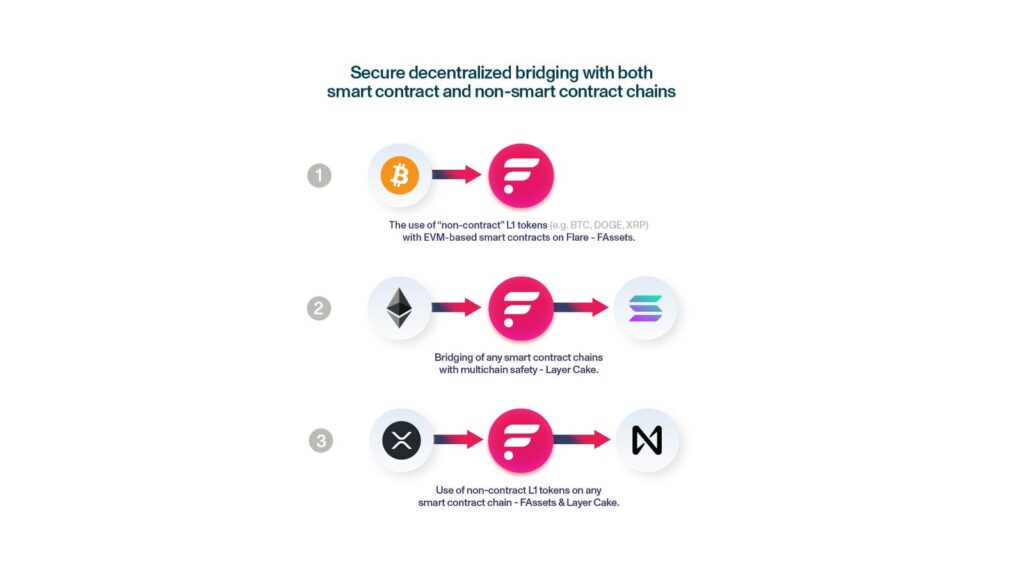 Secure decentralized bridging with both
smart contract and non-smart contract chains
1
The use of “non-contract” L1 tokens (e.g. BTC, DOGE, XRP)
with EVM-based smart contracts on Flare - FAssets.
2
Bridging of any smart contract chains
with multichain safety - Layer Cake.
3
Use of non-contract L1 tokens on any
smart contract chain - FAssets & Layer Cake.